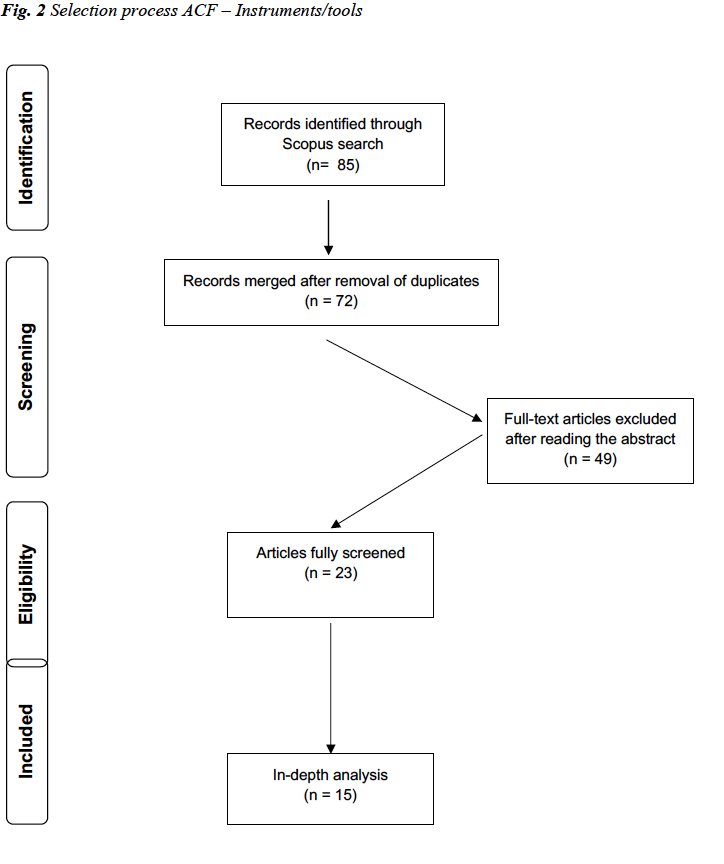 Fig. 2 Selection process ACF – Instruments/tools
Identification
Records identified through
Scopus search
(n= 85)
Screening
Records merged after removal of duplicates
(n = 72)
Full-text articles excluded
after reading the abstract
(n = 49)
Eligibility
Articles fully screened
(n = 23)
Included
In-depth analysis
(n = 15)